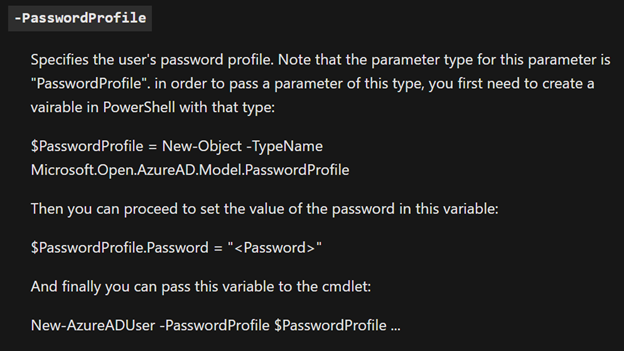 -PasswordProfile
Specifies the user's password profile. Note that the parameter type for this parameter is
"PasswordProfile". in order to pass a parameter of this type, you first need to create a
vairable in PowerShell with that type:
$PasswordProfile = New-Object -TypeName
Microsoft.Open.AzureAD.Model.PasswordProfile
Then you can proceed to set the value of the password in this variable:
$PasswordProfile.Password = "<Password>"
And finally you can pass this variable to the cmdlet:
New-AzureADUser -PasswordProfile $PasswordProfile ...